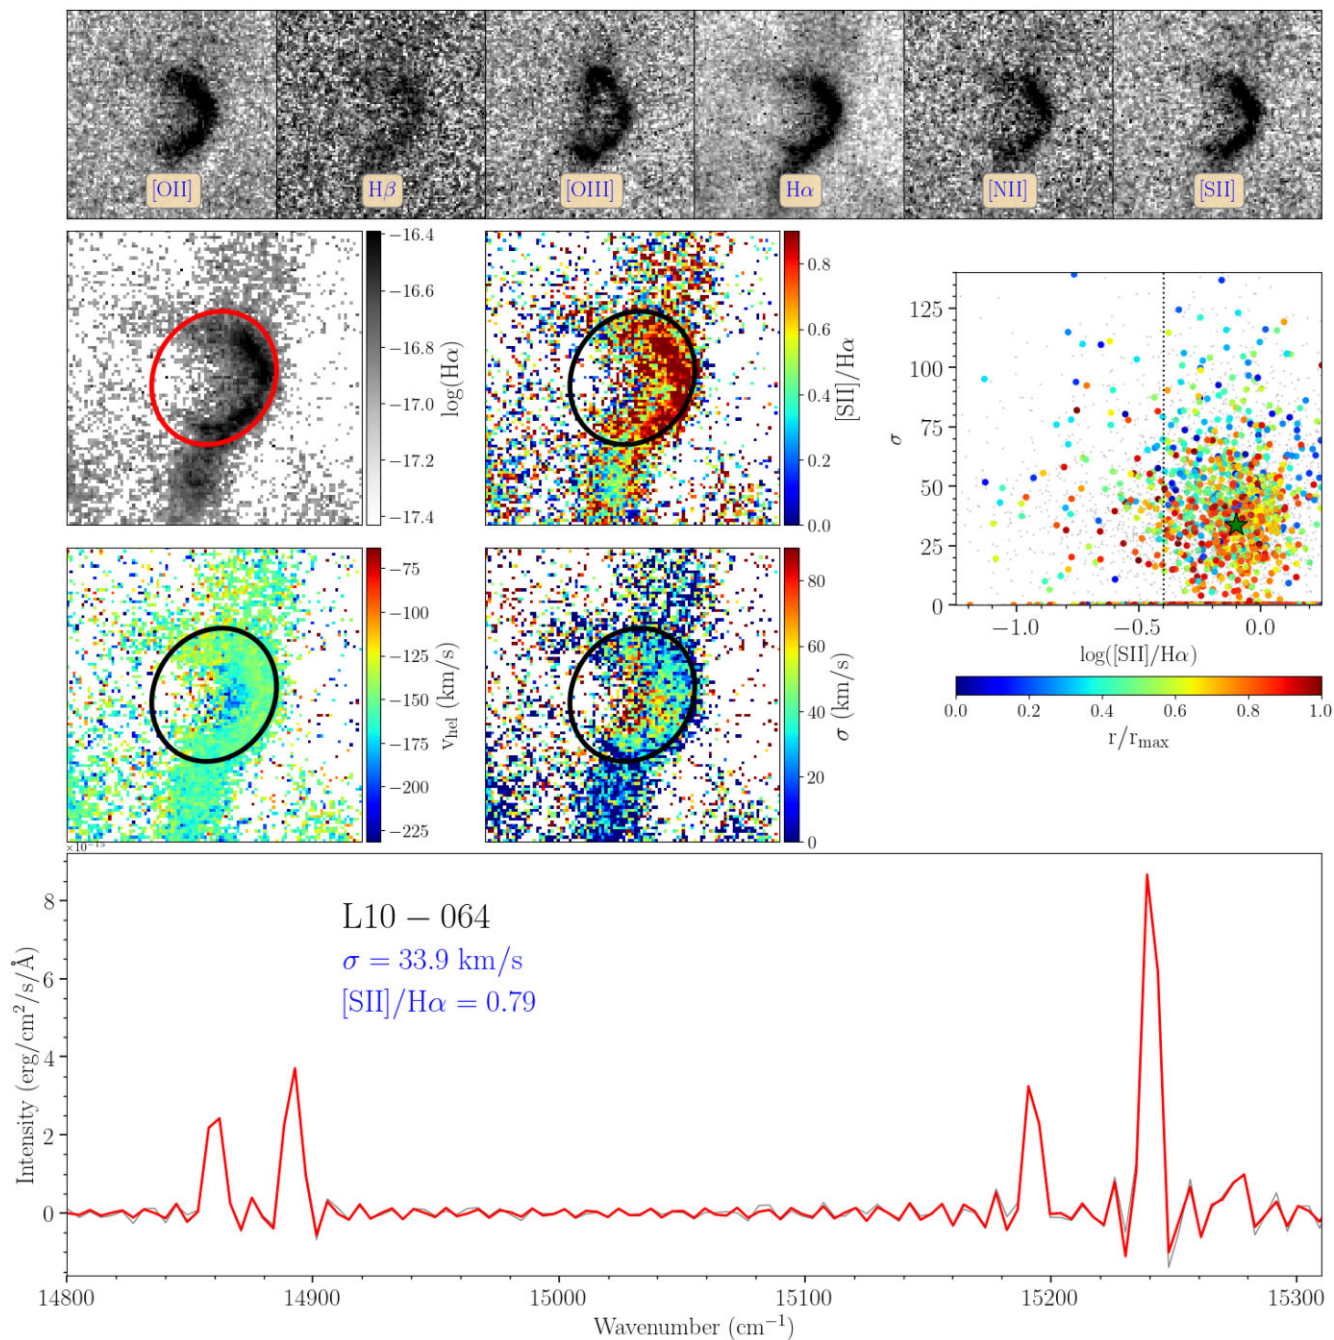 [OII]
Hβ
[OIII]
Hα
[NII]
[SII]
−16.4
−16.6
−16.8
−17.0
−17.2
−17.4
log(Hα)
0.8
0.6
0.4
0.2
0.0
[SII]/Hα
125
100
75
50
25
0
σ
−1.0 −0.5 0.0
log([SII]/Hα)
0.0 0.2 0.4 0.6 0.8 1.0
r/r_max
−75
−100
−125
−150
−175
−200
−225
v_hel (km/s)
80
60
40
20
0
σ (km/s)
L10 − 064
σ = 33.9 km/s
[SII]/Hα = 0.79
8
6
4
2
0
Intensity (erg/cm²/s/Å)
14800 14900 15000 15100 15200 15300
Wavenumber (cm⁻¹)